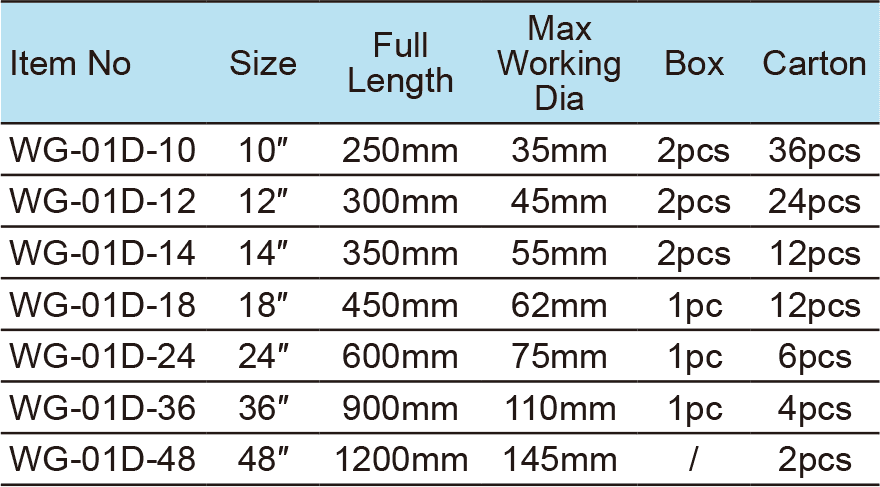 Item No Size Full Length Max Working Dia Box Carton
WG-01D-10 10″ 250mm 35mm 2pcs 36pcs
WG-01D-12 12″ 300mm 45mm 2pcs 24pcs
WG-01D-14 14″ 350mm 55mm 2pcs 12pcs
WG-01D-18 18″ 450mm 62mm 1pc 12pcs
WG-01D-24 24″ 600mm 75mm 1pc 6pcs
WG-01D-36 36″ 900mm 110mm 1pc 4pcs
WG-01D-48 48″ 1200mm 145mm / 2pcs